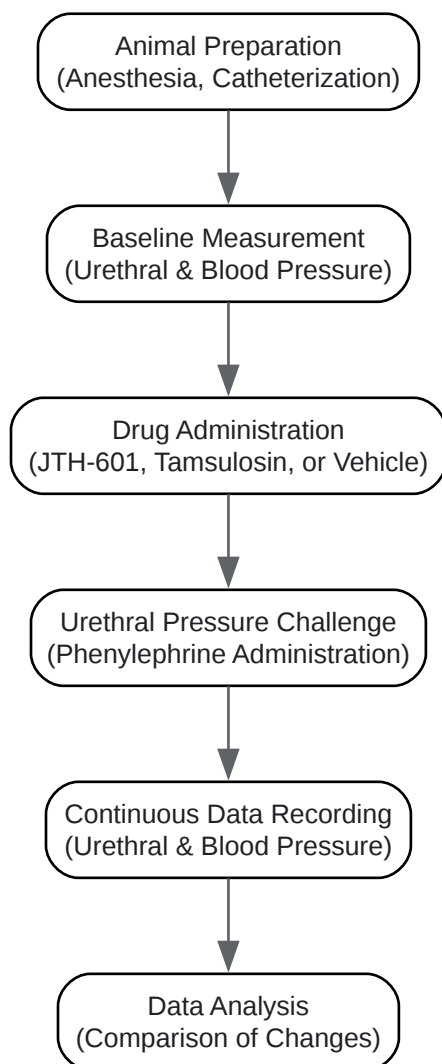 Animal Preparation
(Anesthesia, Catheterization)
Baseline Measurement
(Urethral & Blood Pressure)
Drug Administration
(JTH-601, Tamsulosin, or Vehicle)
Urethral Pressure Challenge
(Phenylephrine Administration)
Continuous Data Recording
(Urethral & Blood Pressure)
Data Analysis
(Comparison of Changes)